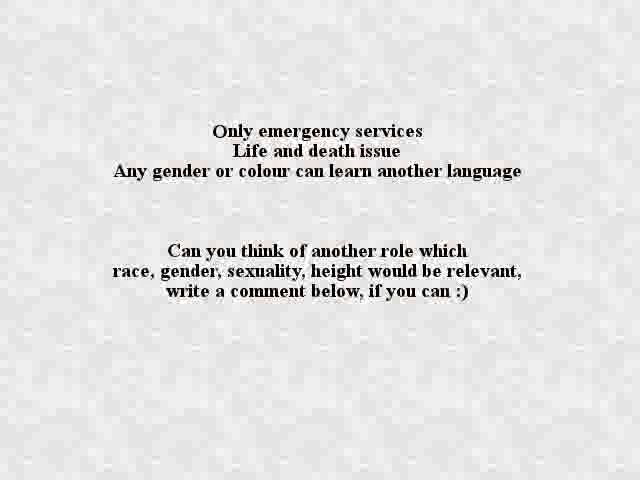 Only emergency services
Life and death issue
Any gender or colour can learn another language
Can you think of another role which
race, gender, sexuality, height would be relevant,
write a comment below, if you can :)